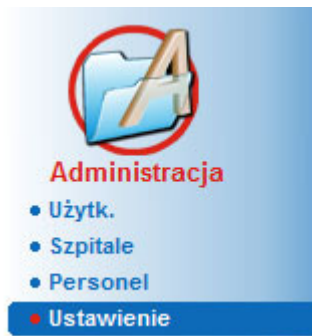 Administracja
Użytk.
Szpitale
Personel
Ustawienie